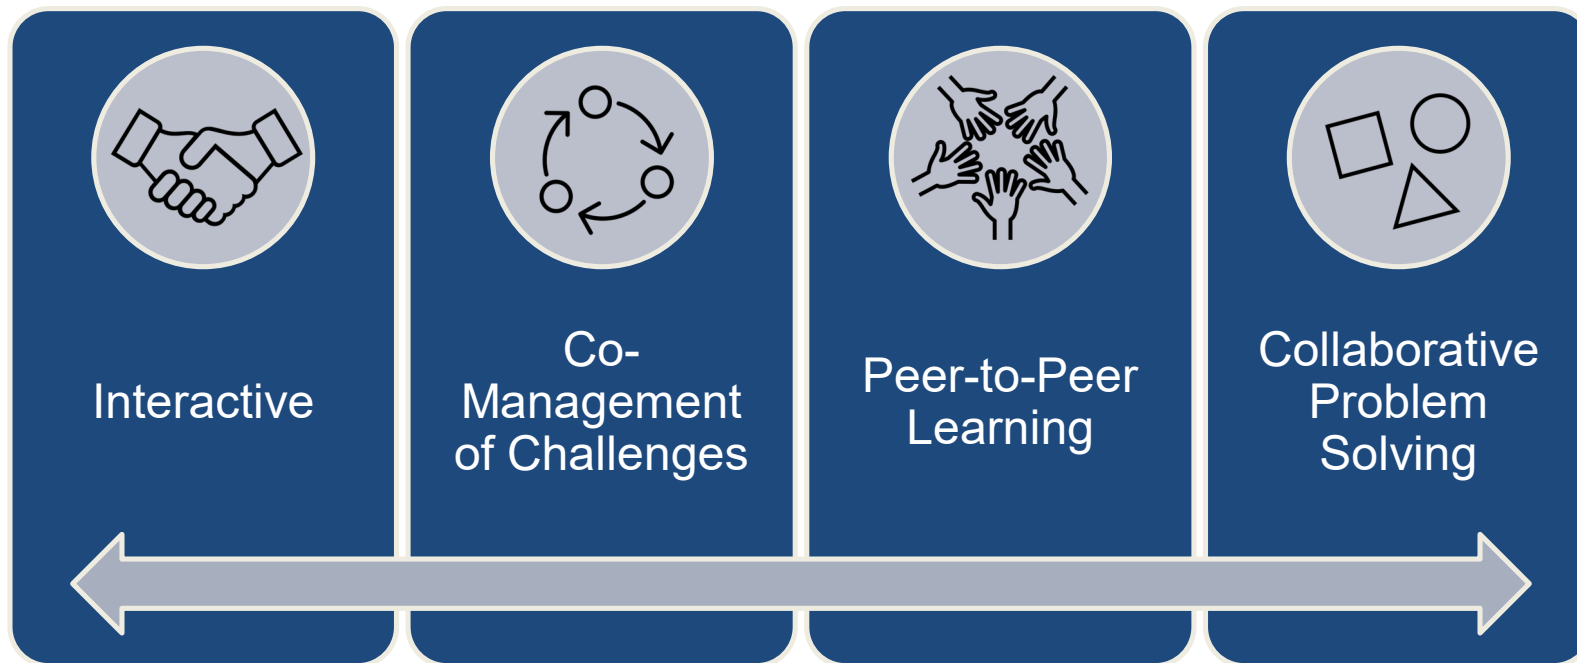 Interactive
Co-
Management
of Challenges
Peer-to-Peer
Learning
Collaborative
Problem
Solving